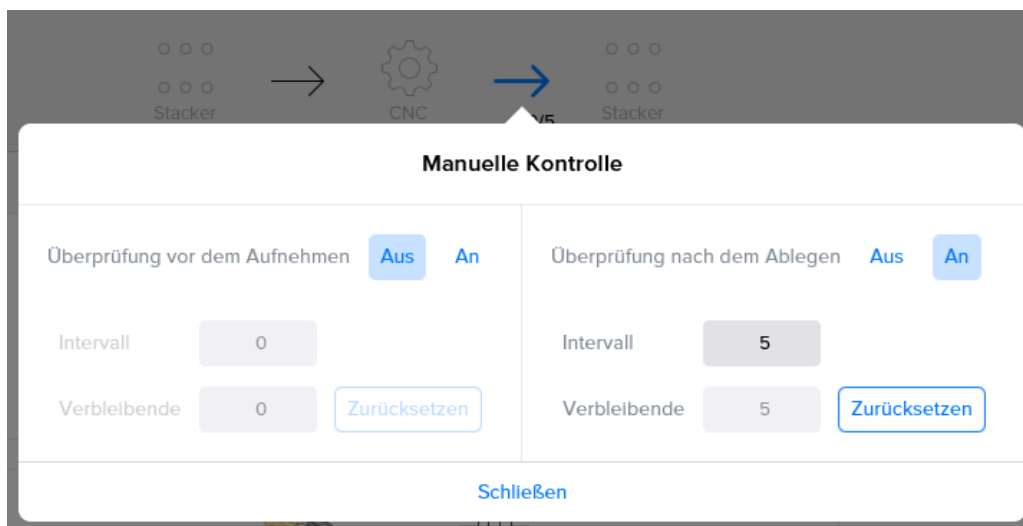 Stacker
CNC
Stacker
/5
Manuelle Kontrolle
Überprüfung vor dem Aufnehmen Aus An
Überprüfung nach dem Ablegen Aus An
Intervall 0
Intervall 5
Verbleibende 0 Zurücksetzen
Verbleibende 5 Zurücksetzen
Schließen